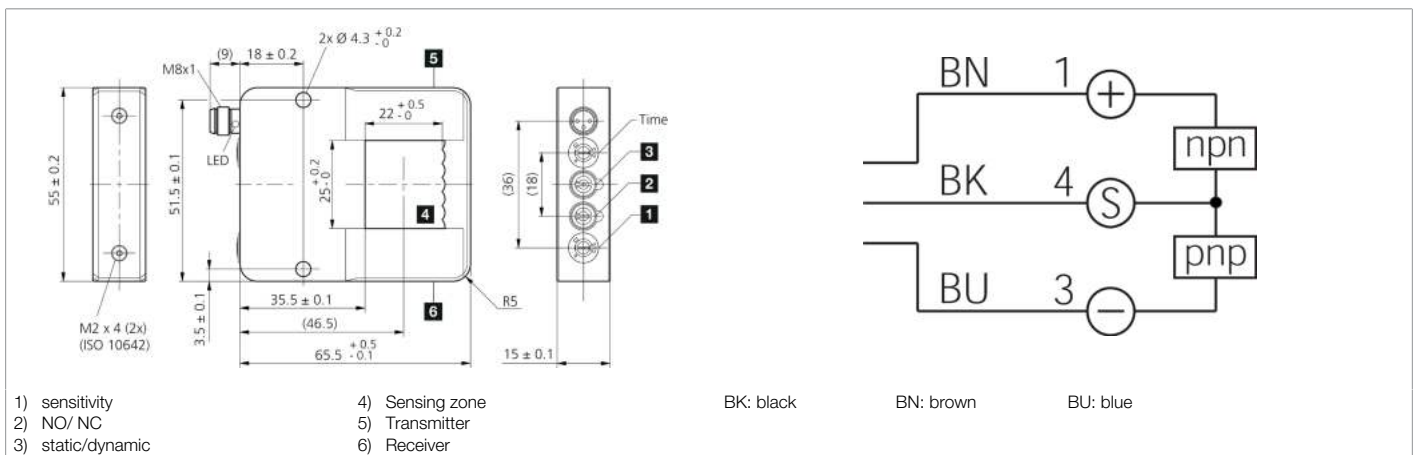 2x Ø 4.3 + 0.2 - 0
(9) 18 ± 0.2
5
M8x1
22 + 0.5 - 0
Time
LED
55 ± 0.2
51.5 ± 0.1
25 + 0.2 - 0
(36)
(18)
3
2
4
1
3.5 ± 0.1
35.5 ± 0.1
R5
(46.5)
6
M2 x 4 (2x)
(ISO 10642)
65.5 + 0.5 - 0.1
15 ± 0.1
BN 1 +
npn
BK 4 S
pnp
BU 3 −
1) sensitivity
2) NO/ NC
3) static/dynamic
4) Sensing zone
5) Transmitter
6) Receiver
BK: black BN: brown BU: blue